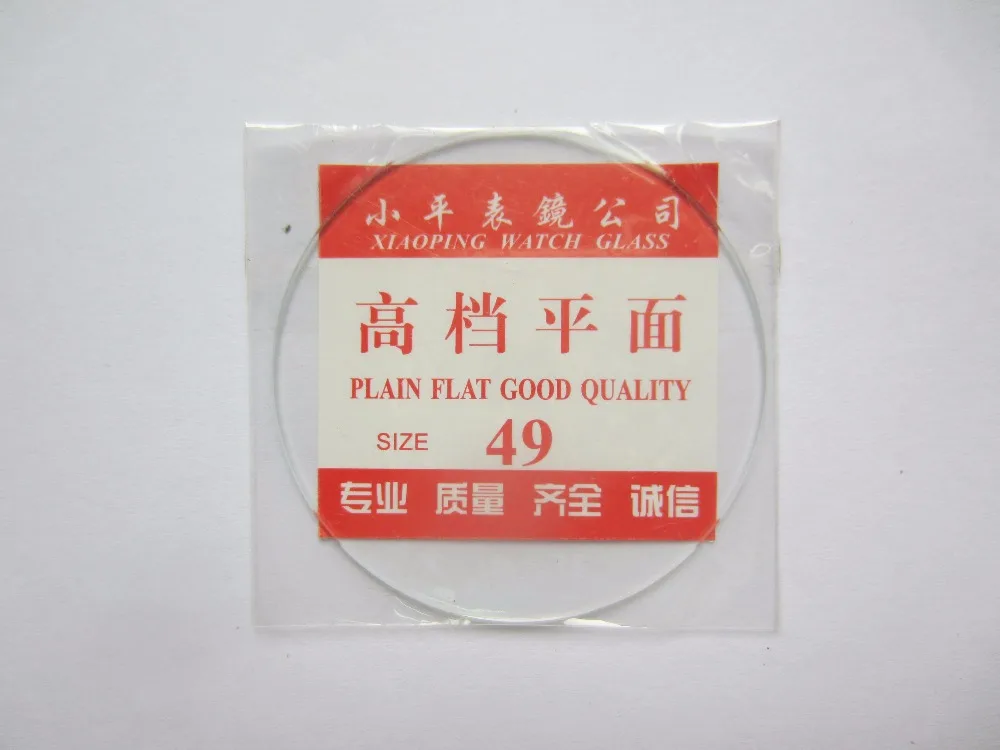 小平表鏡公司
XIAOPING WATCH GLASS
高档平面
PLAIN FLAT GOOD QUALITY
SIZE 49
专业 质量 齐全 诚信